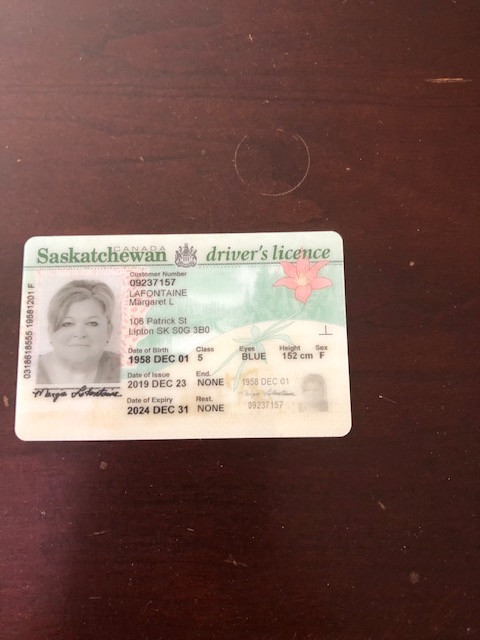 CANADA
Saskatchewan driver's licence
Customer Number
09237157
LAFONTAINE
Margaret L
106 Patrick St
Lipton SK S0G 3B0
Date of Birth Class Eyes Height Sex
1958 DEC 01 5 BLUE 152 cm F
Date of Issue End.
2019 DEC 23 NONE
Date of Expiry Rest.
2024 DEC 31 NONE
1958 DEC 01
09237157